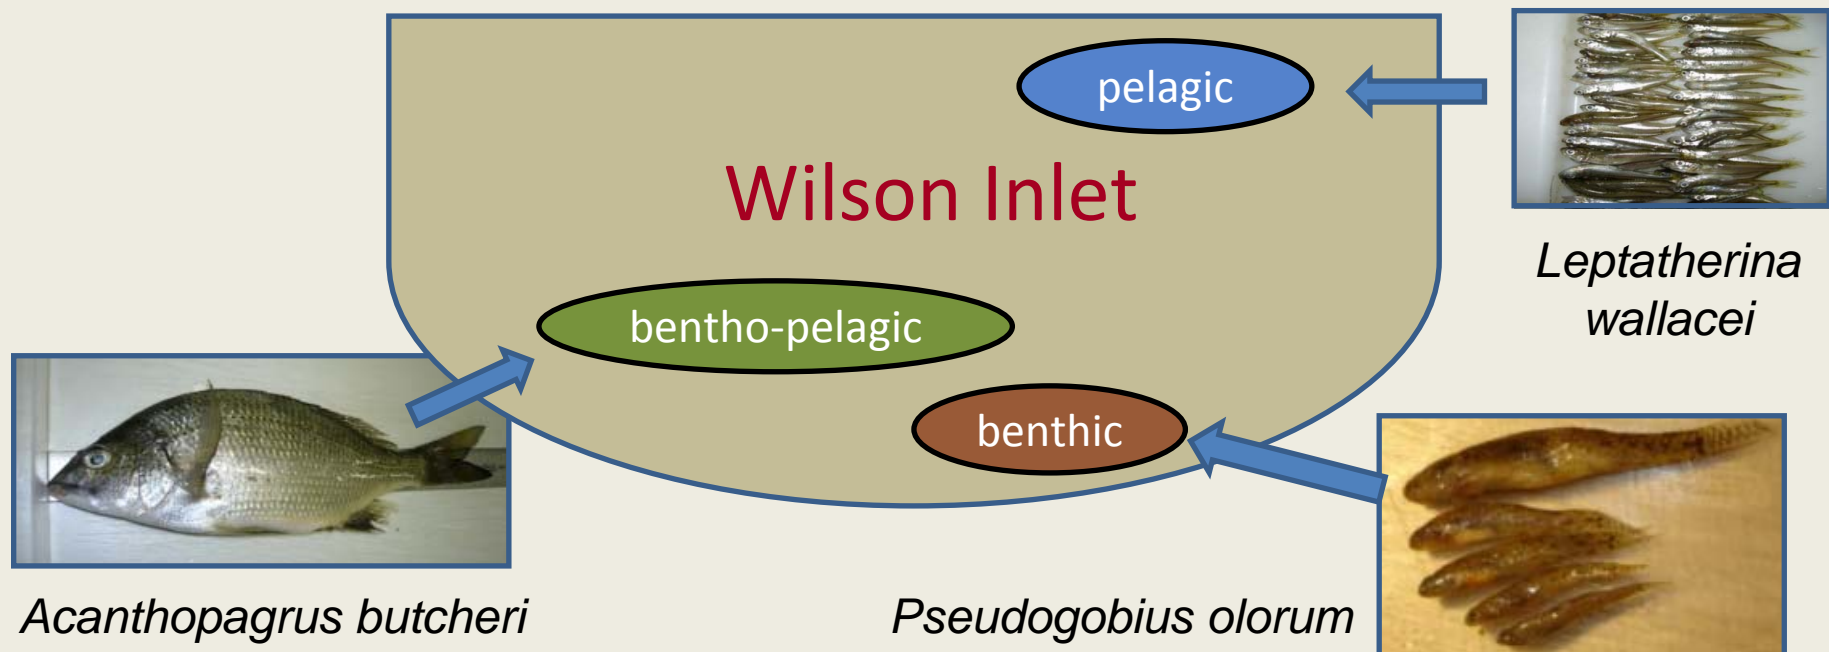 pelagic
Wilson Inlet
Leptatherina
wallacei
bentho-pelagic
benthic
Acanthopagrus butcheri
Pseudogobius olorum